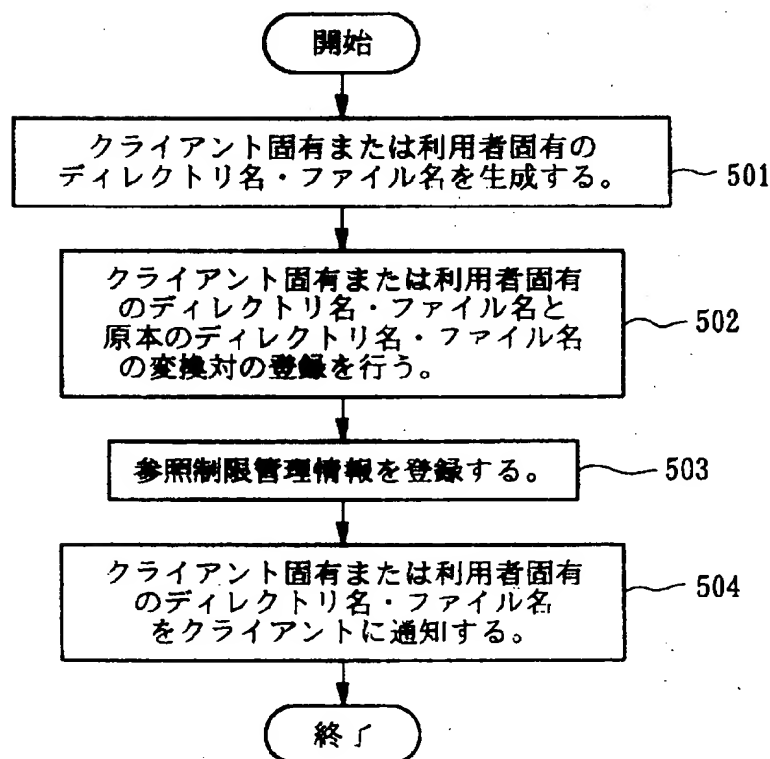 開始
クライアント固有または利用者固有の
ディレクトリ名・ファイル名を生成する。
501
クライアント固有または利用者固有
のディレクトリ名・ファイル名と
原本のディレクトリ名・ファイル名
の変換対の登録を行う。
502
参照制限管理情報を登録する。
503
クライアント固有または利用者固有
のディレクトリ名・ファイル名
をクライアントに通知する。
504
終了